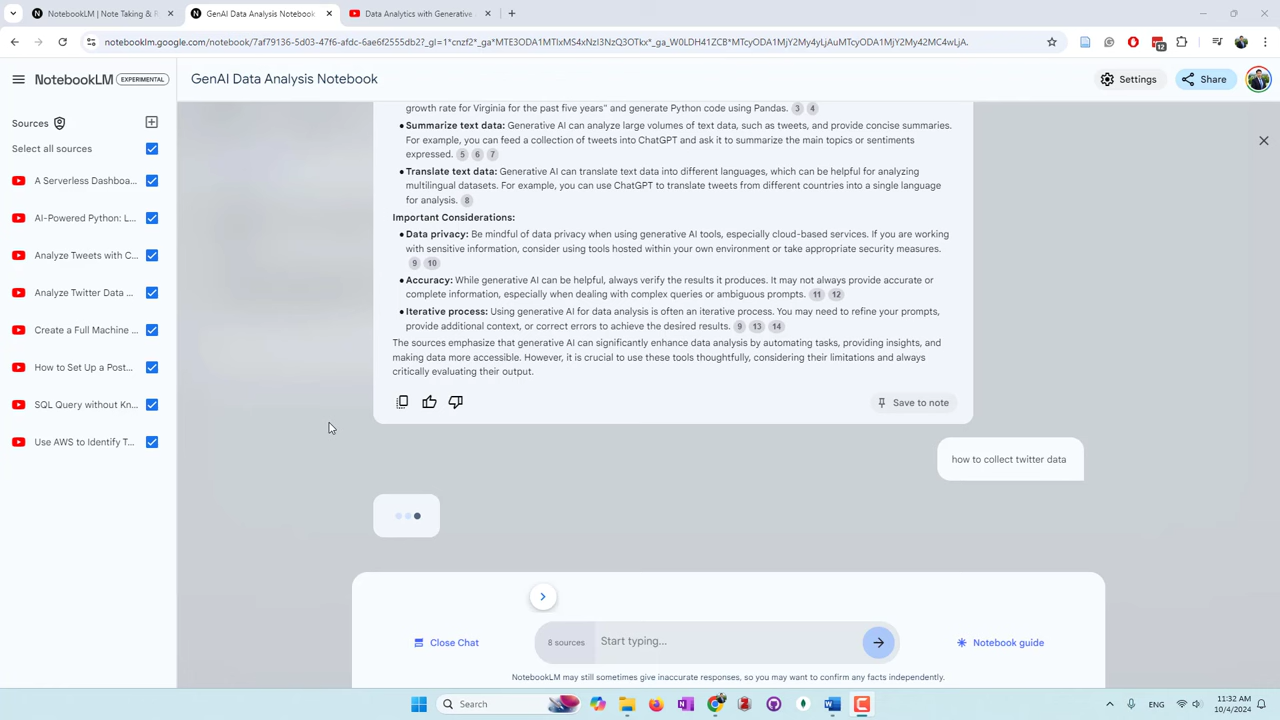 NotebookLM | Note Taking & R
GenAI Data Analysis Notebook
Data Analytics with Generative
notebooklm.google.com/notebook/7af79136-5d03-47f6-afdc-6ae6f2555db2?_gl=1*cnzf2*_ga*MTE3ODA1MTIxMS4xNzI3NzQ3OTkx*_ga_W0LDH41ZCB*MTcyODA1MjY2My4yLjAuMTcyODA1MjY2My42MC4wLjA.
12
NotebookLM EXPERIMENTAL
GenAI Data Analysis Notebook
Settings
Share
Sources
Select all sources
A Serverless Dashboa...
AI-Powered Python: L...
Analyze Tweets with C...
Analyze Twitter Data ...
Create a Full Machine ...
How to Set Up a Post...
SQL Query without Kn...
Use AWS to Identify T...
growth rate for Virginia for the past five years" and generate Python code using Pandas. 3 4
• Summarize text data: Generative AI can analyze large volumes of text data, such as tweets, and provide concise summaries.
For example, you can feed a collection of tweets into ChatGPT and ask it to summarize the main topics or sentiments
expressed. 5 6 7
• Translate text data: Generative AI can translate text data into different languages, which can be helpful for analyzing
multilingual datasets. For example, you can use ChatGPT to translate tweets from different countries into a single language
for analysis. 8
Important Considerations:
• Data privacy: Be mindful of data privacy when using generative AI tools, especially cloud-based services. If you are working
with sensitive information, consider using tools hosted within your own environment or take appropriate security measures.
9 10
• Accuracy: While generative AI can be helpful, always verify the results it produces. It may not always provide accurate or
complete information, especially when dealing with complex queries or ambiguous prompts. 11 12
• Iterative process: Using generative AI for data analysis is often an iterative process. You may need to refine your prompts,
provide additional context, or correct errors to achieve the desired results. 9 13 14
The sources emphasize that generative AI can significantly enhance data analysis by automating tasks, providing insights, and
making data more accessible. However, it is crucial to use these tools thoughtfully, considering their limitations and always
critically evaluating their output.
Save to note
how to collect twitter data
Close Chat
8 sources
Start typing...
Notebook guide
NotebookLM may still sometimes give inaccurate responses, so you may want to confirm any facts independently.
Search
ENG
11:32 AM
10/4/2024